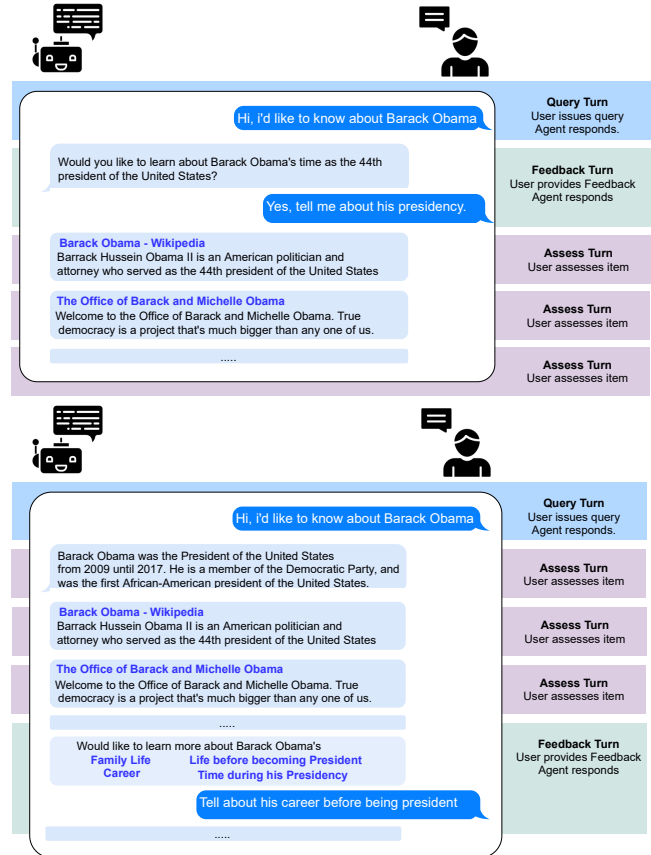 Hi, i'd like to know about Barack Obama
Query Turn
User issues query
Agent responds.
Would you like to learn about Barack Obama's time as the 44th
president of the United States?
Yes, tell me about his presidency.
Feedback Turn
User provides Feedback
Agent responds
Barack Obama - Wikipedia
Barrack Hussein Obama II is an American politician and
attorney who served as the 44th president of the United States
Assess Turn
User assesses item
The Office of Barack and Michelle Obama
Welcome to the Office of Barack and Michelle Obama. True
democracy is a project that's much bigger than any one of us.
Assess Turn
User assesses item
.....
Assess Turn
User assesses item
Hi, i'd like to know about Barack Obama
Query Turn
User issues query
Agent responds.
Barack Obama was the President of the United States
from 2009 until 2017. He is a member of the Democratic Party, and
was the first African-American president of the United States.
Assess Turn
User assesses item
Barack Obama - Wikipedia
Barrack Hussein Obama II is an American politician and
attorney who served as the 44th president of the United States
Assess Turn
User assesses item
The Office of Barack and Michelle Obama
Welcome to the Office of Barack and Michelle Obama. True
democracy is a project that's much bigger than any one of us.
Assess Turn
User assesses item
.....
Would like to learn more about Barack Obama's
Family Life
Life before becoming President
Career
Time during his Presidency
Tell about his career before being president
Feedback Turn
User provides Feedback
Agent responds
.....